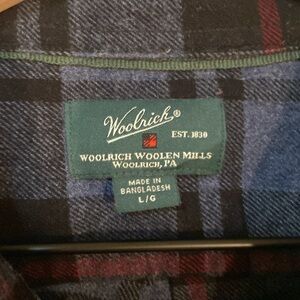 Woolrich®
EST. 1830
WOOLRICH WOOLEN MILLS
WOOLRICH, PA
MADE IN
BANGLADESH
L/G